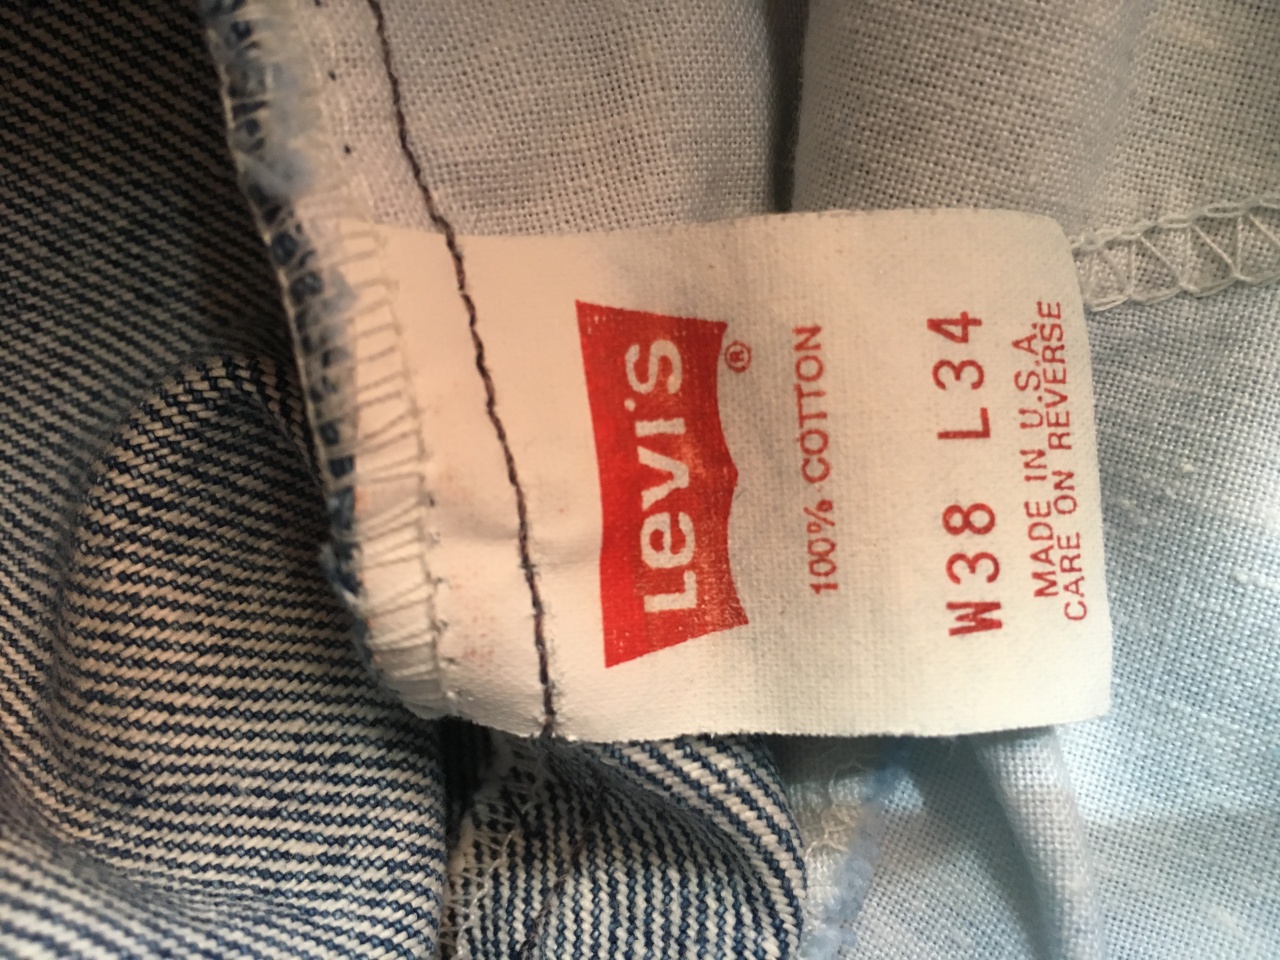 Levi's ®
100% COTTON
W38 L34
MADE IN U.S.A.
CARE ON REVERSE